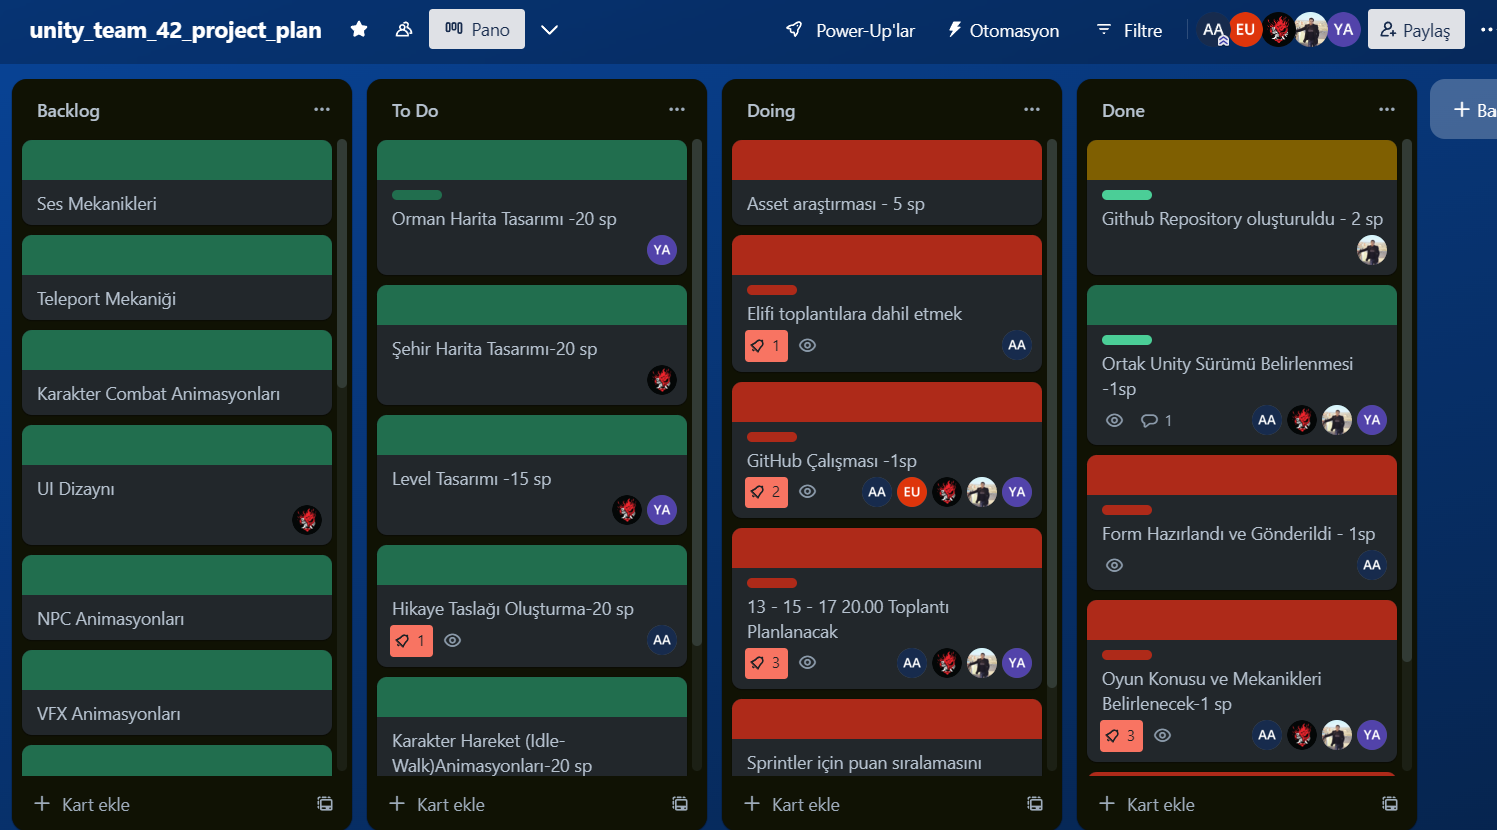 unity_team_42_project_plan
Pano
Power-Up'lar
Otomasyon
Filtre
AA
EU
YA
Paylaş
Backlog
Ses Mekanikleri
Teleport Mekaniği
Karakter Combat Animasyonları
UI Dizaynı
NPC Animasyonları
VFX Animasyonları
+ Kart ekle
To Do
Orman Harita Tasarımı -20 sp
YA
Şehir Harita Tasarımı-20 sp
Level Tasarımı -15 sp
YA
Hikaye Taslağı Oluşturma-20 sp
1
AA
Karakter Hareket (Idle-
Walk)Animasyonları-20 sp
+ Kart ekle
Doing
Asset araştırması - 5 sp
Elifi toplantılara dahil etmek
1
AA
GitHub Çalışması -1sp
2
AA
EU
YA
13 - 15 - 17 20.00 Toplantı
Planlanacak
3
AA
YA
Sprintler için puan sıralamasını
+ Kart ekle
Done
Github Repository oluşturuldu - 2 sp
Ortak Unity Sürümü Belirlenmesi
-1sp
1
AA
YA
Form Hazırlandı ve Gönderildi - 1sp
AA
Oyun Konusu ve Mekanikleri
Belirlenecek-1 sp
3
AA
YA
+ Kart ekle
+ Ba